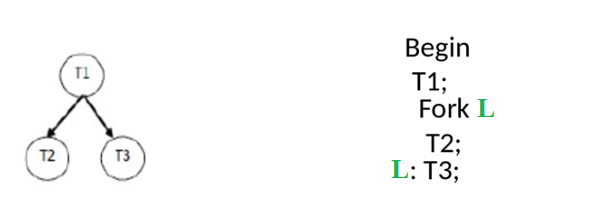 T1
T2 T3
Begin
T1;
Fork L
T2;
L: T3;